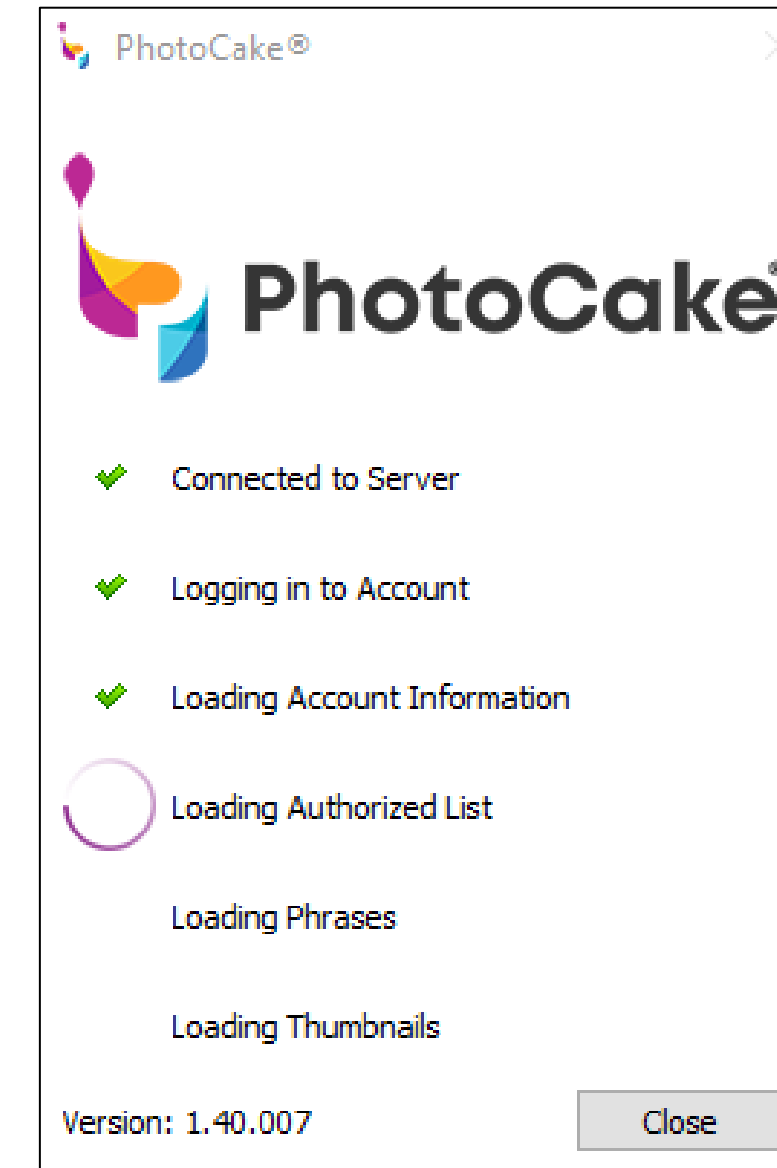 PhotoCake®
PhotoCake®
Connected to Server
Logging in to Account
Loading Account Information
Loading Authorized List
Loading Phrases
Loading Thumbnails
Version: 1.40.007
Close